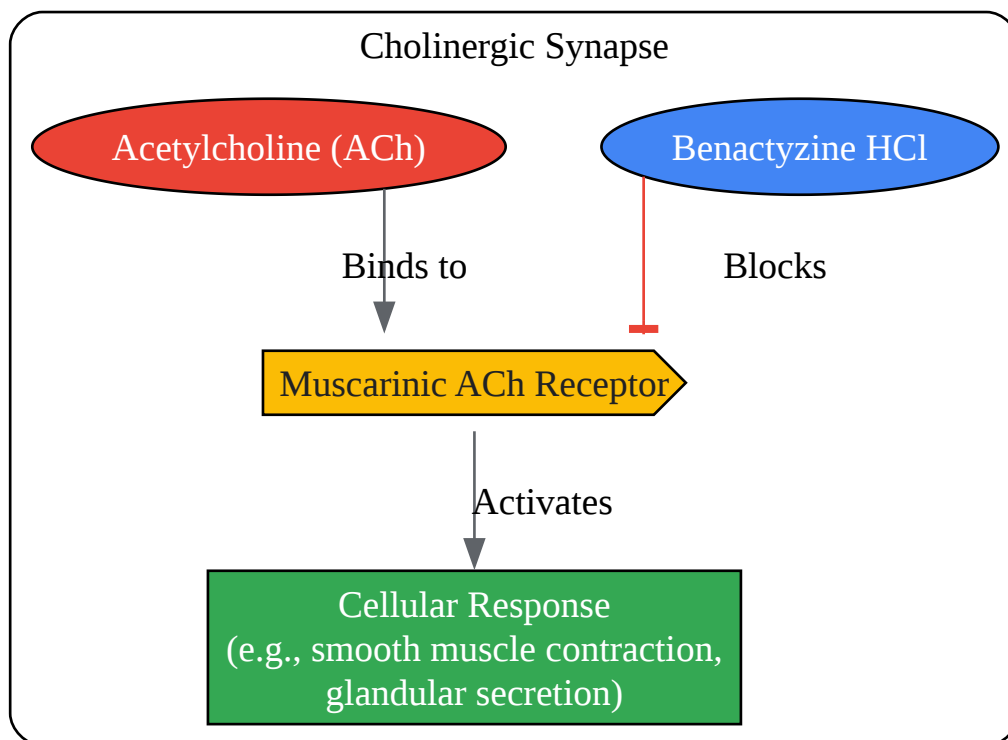 Cholinergic Synapse
Acetylcholine (ACh)
Benactyzine HCl
Binds to
Blocks
Muscarinic ACh Receptor
Activates
Cellular Response
(e.g., smooth muscle contraction,
glandular secretion)